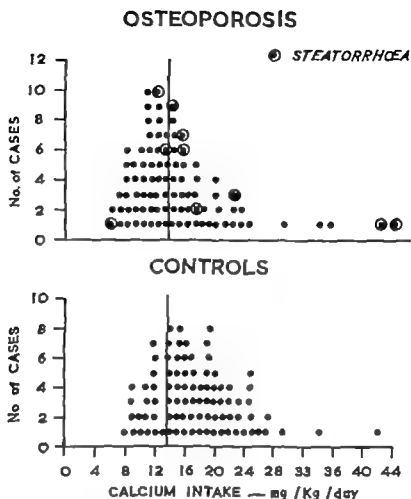 OSTEOPOROSIS
STEATORRHŒA
12
10
8
6
4
2
0
No. of CASES
CONTROLS
10
8
6
4
2
0
No of CASES
0 4 8 12 16 20 24 28 32 36 40 44
CALCIUM INTAKE — mg /Kg /day